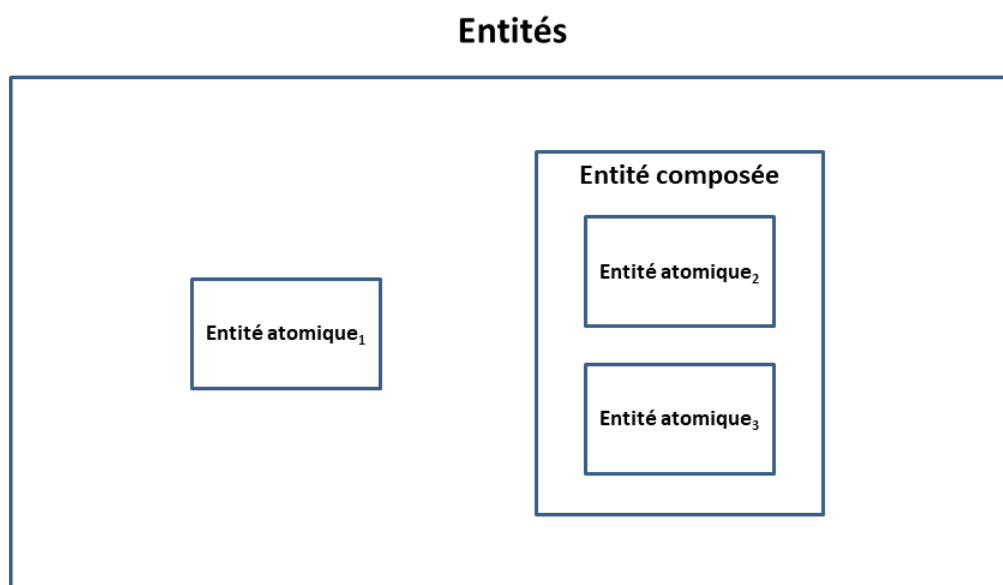 Entités
Entité composée
Entité atomique₂
Entité atomique₁
Entité atomique₃